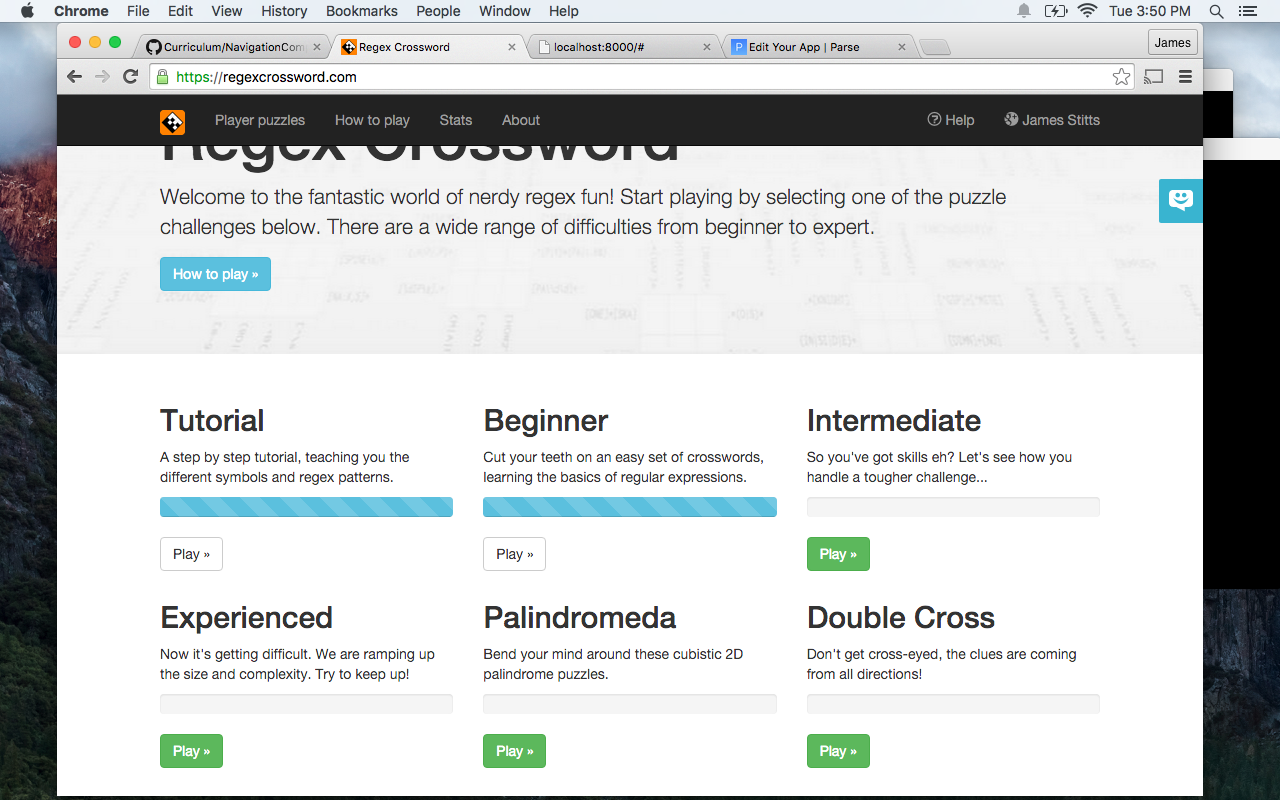 Chrome File Edit View History Bookmarks People Window Help Tue 3:50 PM
Curriculum/NavigationCom Regex Crossword localhost:8000/# Edit Your App | Parse James
https://regexcrossword.com
Player puzzles How to play Stats About Help James Stitts
Regex Crossword
Welcome to the fantastic world of nerdy regex fun! Start playing by selecting one of the puzzle
challenges below. There are a wide range of difficulties from beginner to expert.
How to play »
Tutorial
A step by step tutorial, teaching you the
different symbols and regex patterns.
Play »
Beginner
Cut your teeth on an easy set of crosswords,
learning the basics of regular expressions.
Play »
Intermediate
So you've got skills eh? Let's see how you
handle a tougher challenge...
Play »
Experienced
Now it's getting difficult. We are ramping up
the size and complexity. Try to keep up!
Play »
Palindromeda
Bend your mind around these cubistic 2D
palindrome puzzles.
Play »
Double Cross
Don't get cross-eyed, the clues are coming
from all directions!
Play »